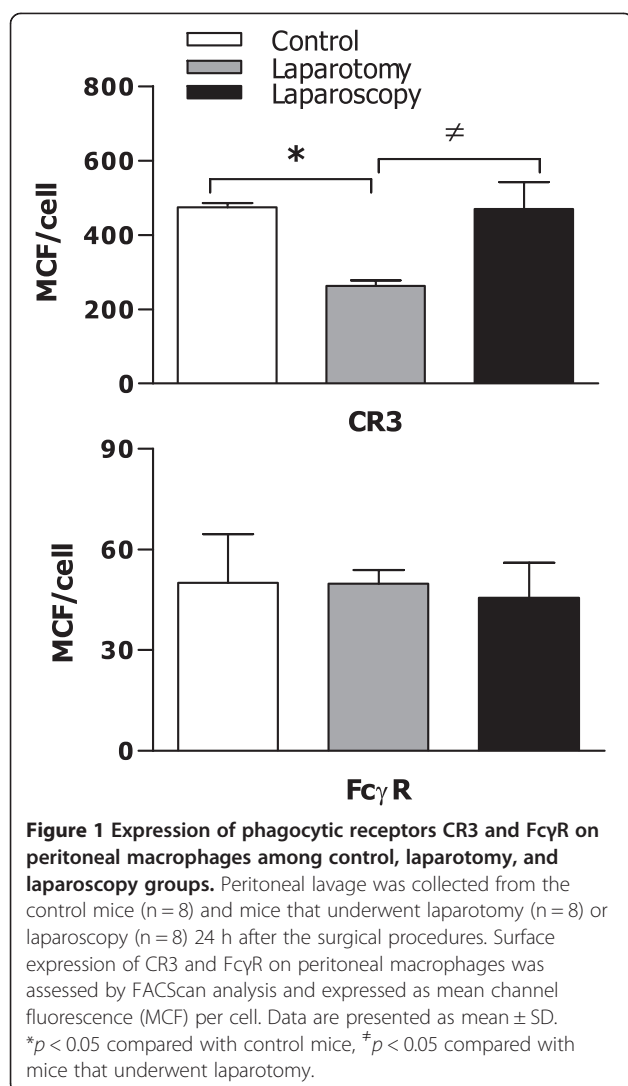 Control
Laparotomy
Laparoscopy
800
600
400
200
0
MCF/cell
*
≠
CR3
90
60
30
0
MCF/cell
FcγR
Figure 1 Expression of phagocytic receptors CR3 and FcγR on
peritoneal macrophages among control, laparotomy, and
laparoscopy groups. Peritoneal lavage was collected from the
control mice (n = 8) and mice that underwent laparotomy (n = 8) or
laparoscopy (n = 8) 24 h after the surgical procedures. Surface
expression of CR3 and FcγR on peritoneal macrophages was
assessed by FACScan analysis and expressed as mean channel
fluorescence (MCF) per cell. Data are presented as mean ± SD.
*p < 0.05 compared with control mice, ≠p < 0.05 compared with
mice that underwent laparotomy.